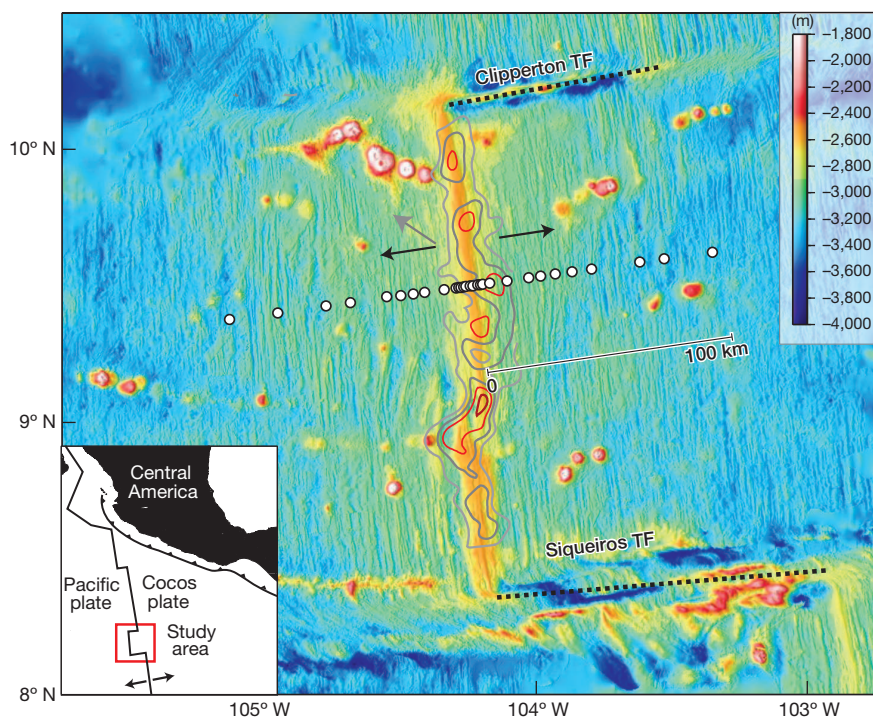 (m)
−1,800
−2,000
−2,200
−2,400
−2,600
−2,800
−3,000
−3,200
−3,400
−3,600
−3,800
−4,000
Clipperton TF
10° N
100 km
0
9° N
Central
America
Pacific
plate
Cocos
plate
Study
area
Siqueiros TF
8° N
105° W
104° W
103° W